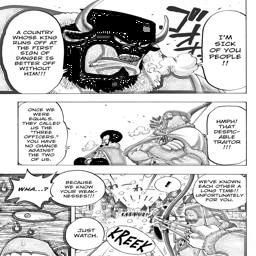 I'M
SICK OF
YOU
PEOPLE
!!
A COUNTRY
WHOSE KING
RUNS OFF AT
THE FIRST
SIGN OF
DANGER IS
BETTER OFF
WITHOUT
HIM!!!
HMPH!
THAT
DESPIC-
ABLE
TRAITOR
!!!
ONCE WE
WERE
EQUALS.
THEY CALLED
US THE
"THREE
OFFICERS."
YOU HAVE
NO CHANCE
AGAINST
THE TWO
OF US.
WE'VE KNOWN
EACH OTHER
A LONG
TIME!!
UNFORTUNATELY
FOR YOU.
!
BECAUSE
WE KNOW
YOUR WEAK-
NESSES!!!
JUST
WATCH.
KREEK
WHA...?